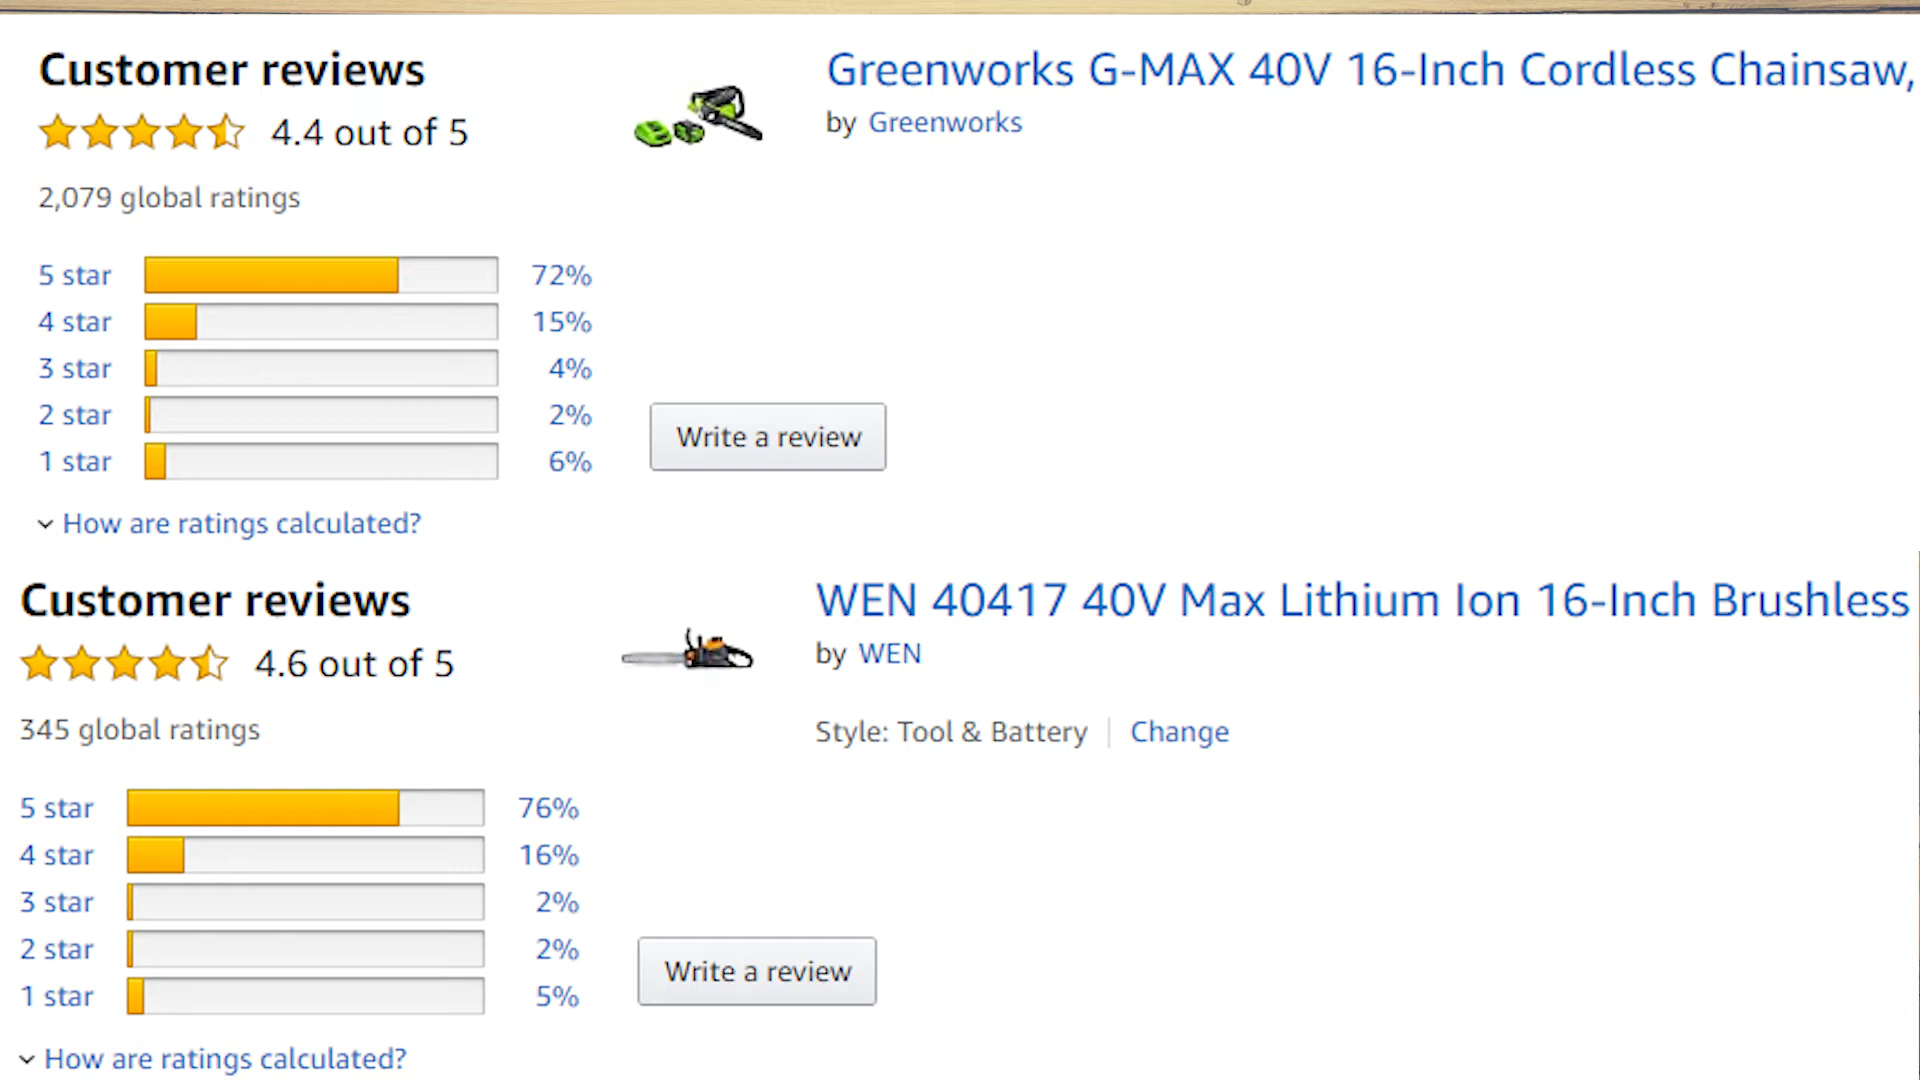 Customer reviews
4.4 out of 5
2,079 global ratings
5 star 72%
4 star 15%
3 star 4%
2 star 2%
1 star 6%
How are ratings calculated?
Greenworks G-MAX 40V 16-Inch Cordless Chainsaw,
by Greenworks
Write a review
Customer reviews
4.6 out of 5
345 global ratings
5 star 76%
4 star 16%
3 star 2%
2 star 2%
1 star 5%
How are ratings calculated?
WEN 40417 40V Max Lithium Ion 16-Inch Brushless
by WEN
Style: Tool & Battery Change
Write a review